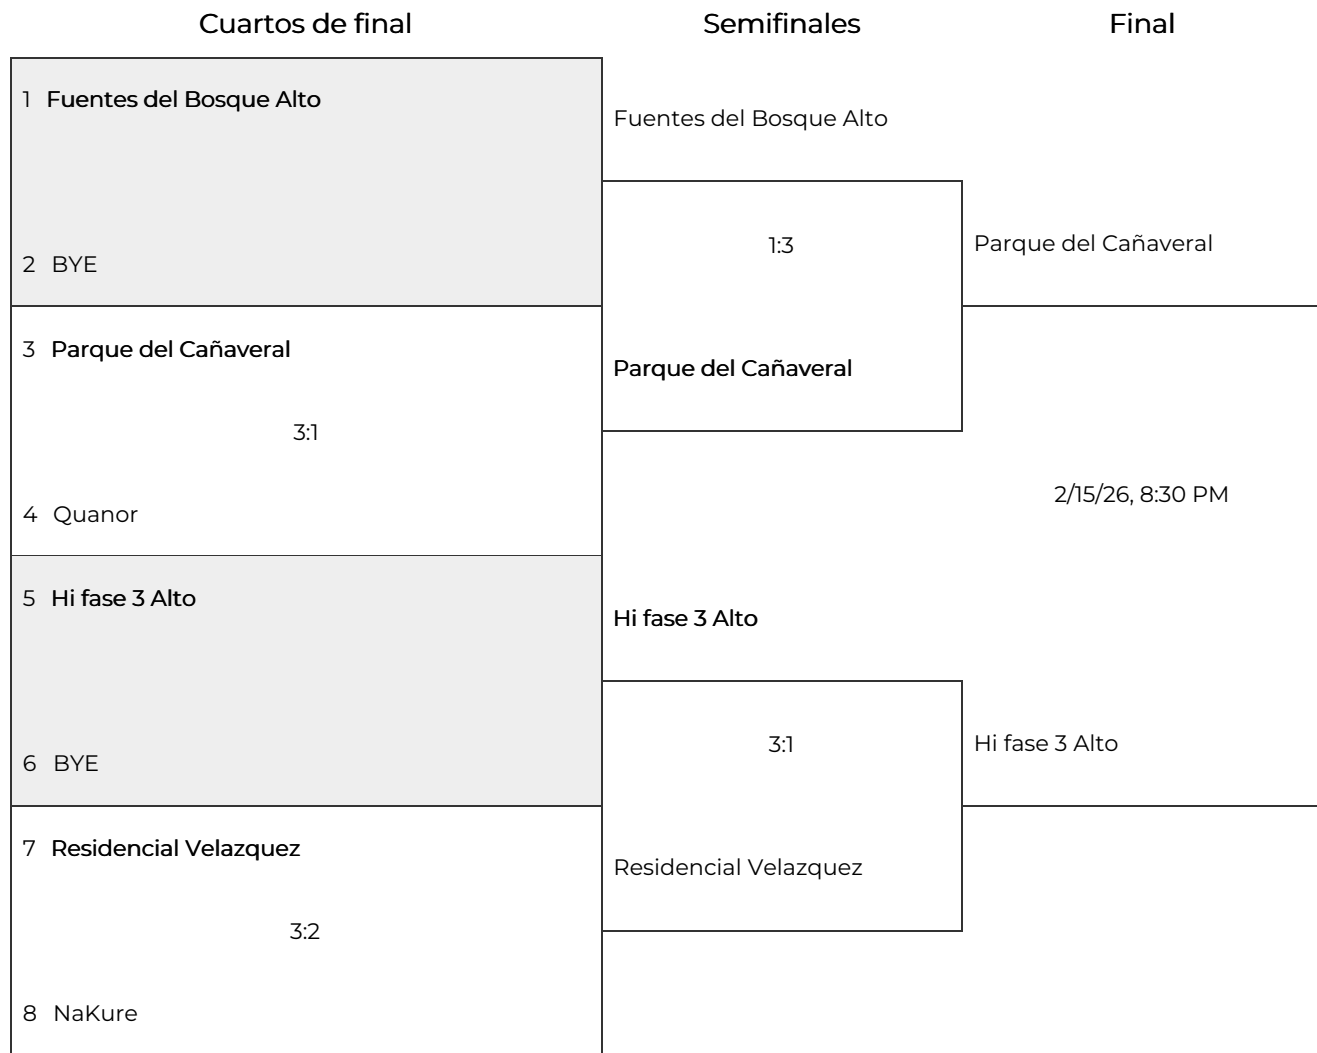 Cuartos de final
Semifinales
Final
1 Fuentes del Bosque Alto
2 BYE
3 Parque del Cañaveral
3:1
4 Quanor
5 Hi fase 3 Alto
6 BYE
7 Residencial Velazquez
3:2
8 NaKure
Fuentes del Bosque Alto
1:3
Parque del Cañaveral
Hi fase 3 Alto
3:1
Residencial Velazquez
Parque del Cañaveral
2/15/26, 8:30 PM
Hi fase 3 Alto